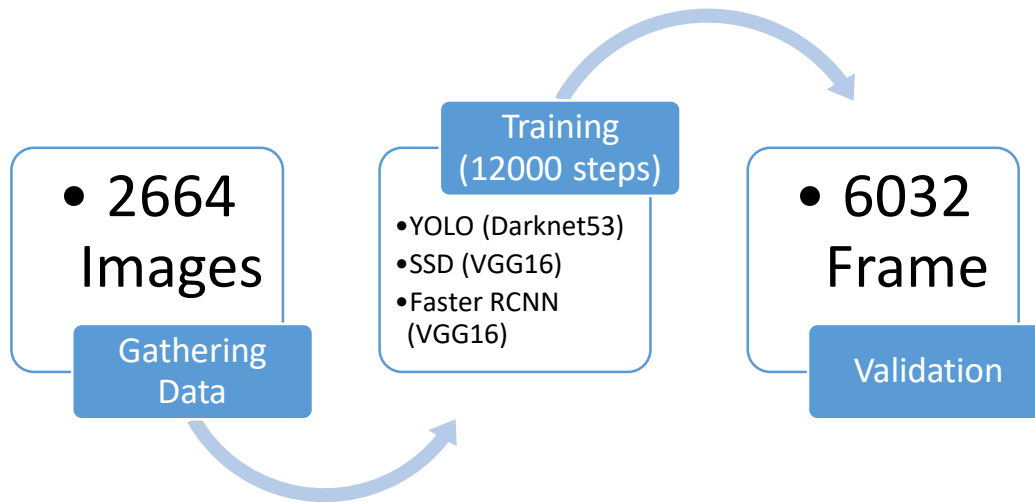 • 2664
Images
Gathering
Data
Training
(12000 steps)
•YOLO (Darknet53)
•SSD (VGG16)
•Faster RCNN
(VGG16)
• 6032
Frame
Validation